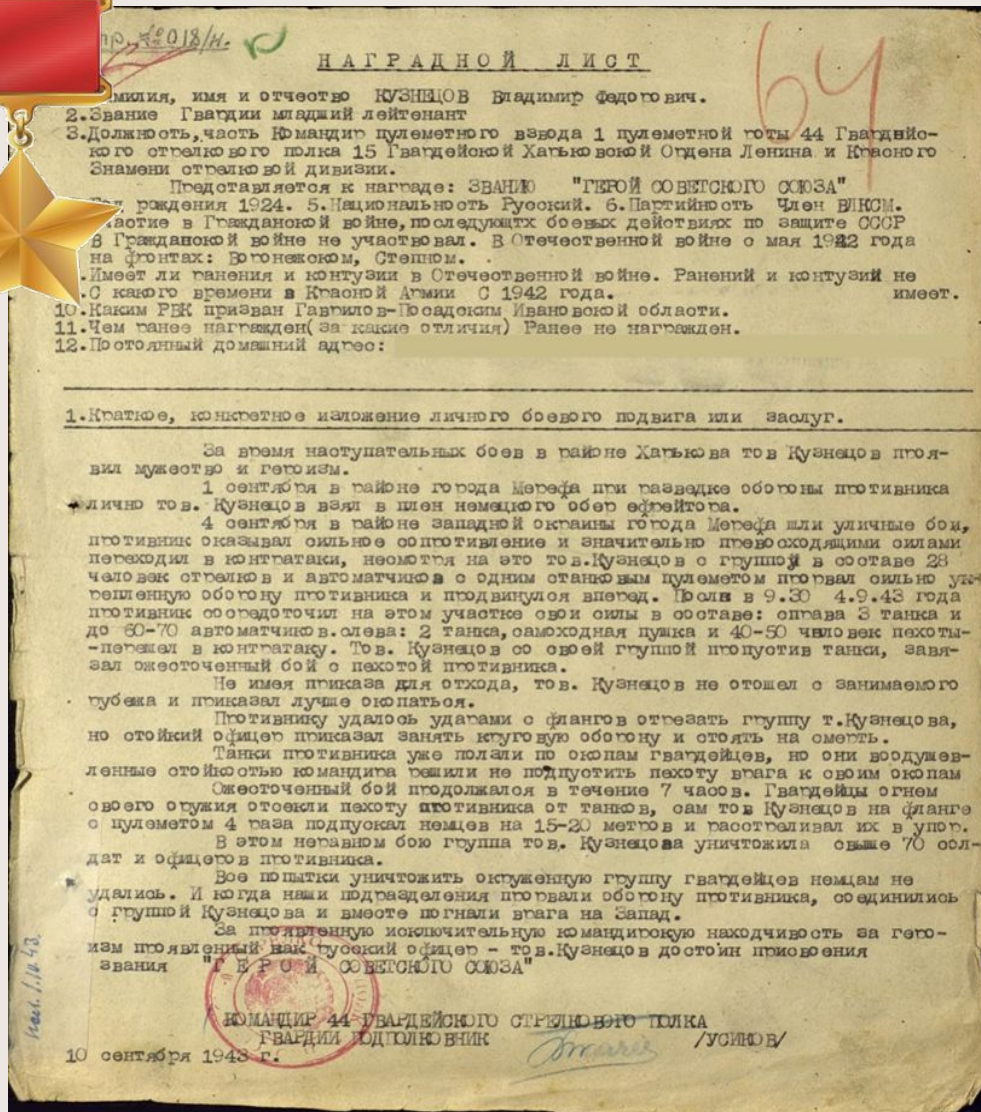 пр. №2018/н.
64
НАГРАДНОЙ ЛИСТ
амилия, имя и отчество КУЗНЕЦОВ Владимир Федорович.
2.Звание Гвардии младший лейтенант
3.Должность,часть Командир пулеметного взвода 1 пулеметной роты 44 Гвардейс-
кого стрелкового полка 15 Гвардейской Харьковской Ордена Ленина и Красного
Знамени стрелковой дивизии.
Представляется к награде: ЗВАНИЮ "ГЕРОЙ СОВЕТСКОГО СОЮЗА"
рождения 1924. 5.Национальность Русский. 6.Партийность Член ВЛКСМ.
астие в Гражданской войне,последующтх боевых действиях по защите СССР
В Гражданской войне не участвовал. В Отечественной войне с мая 1942 года
на фронтах: Воронежском, Степном.
.Имеет ли ранения и контузии в Отечественной войне. Ранений и контузий не
.С какого времени в Красной Армии С 1942 года. имеет.
10.Каким РВК призван Гаврилов-Посадским Ивановской области.
11.Чем ранее награжден(за какие отличия) Ранее не награжден.
12.Постоянный домашний адрес:
1.Краткое, конкретное изложение личного боевого подвига или заслуг.
За время наступательных боев в районе Харькова тов Кузнецов проя-
вил мужество и героизм.
1 сентября в районе города Мерефа при разведке обороны противника
лично тов. Кузнецов взял в плен немецкого обер ефрейтора.
4 сентября в районе западной окраины города Мерефа шли уличные бои,
противник оказывал сильное сопротивление и значительно превосходящими силами
переходил в контратаки, несмотря на это тов.Кузнецов с группой в составе 28
человек стрелков и автоматчиков с одним станковым пулеметом прорвал сильно ук-
репленную оборону противника и продвинулся вперед. После в 9.30 4.9.43 года
противник сосредоточил на этом участке свои силы в составе: справа 3 танка и
до 60-70 автоматчиков.слева: 2 танка,самоходная пушка и 40-50 чнловек пехоты-
-перешел в контратаку. Тов. Кузнецов со своей группой пропустив танки, завя-
зал ожесточенный бой с пехотой противника.
Не имея приказа для отхода, тов. Кузнецов не отошел с занимаемого
рубежа и приказал лучше окопаться.
Противнику удалось ударами с флангов отрезать группу т.Кузнецова,
но стойкий офицер приказал занять круговую оборону и стоять на смерть.
Танки противника уже ползли по окопам гвардейцев, но они воодушев-
ленные стойкостью командира решили не подпустить пехоту врага к своим окопам
Ожесточенный бой продолжался в течение 7 часов. Гвардейцы огнем
своего оружия отсекли пехоту противника от танков, сам тов Кузнецов на фланге
с пулеметом 4 раза подпускал немцев на 15-20 метров и расстреливал их в упор.
В этом неравном бою группа тов. Кузнецова уничтожила свыше 70 сол-
дат и офицеров противника.
Все попытки уничтожить окруженную группу гвардейцев немцам не
удались. И когда наши подразделения прорвали оборону противника, соединились
с группой Кузнецова и вместе погнали врага на Запад.
За проявленную исключительную командирскую находчивость за геро-
изм проявленный как русский офицер - тов.Кузнецов достоин присвоения
звания "ГЕРОЙ СОВЕТСКОГО СОЮЗА"
КОМАНДИР 44 ГВАРДЕЙСКОГО СТРЕЛКОВОГО ПОЛКА
ГВАРДИИ ПОДПОЛКОВНИК /УСИКОВ/
10 сентября 1943 г.